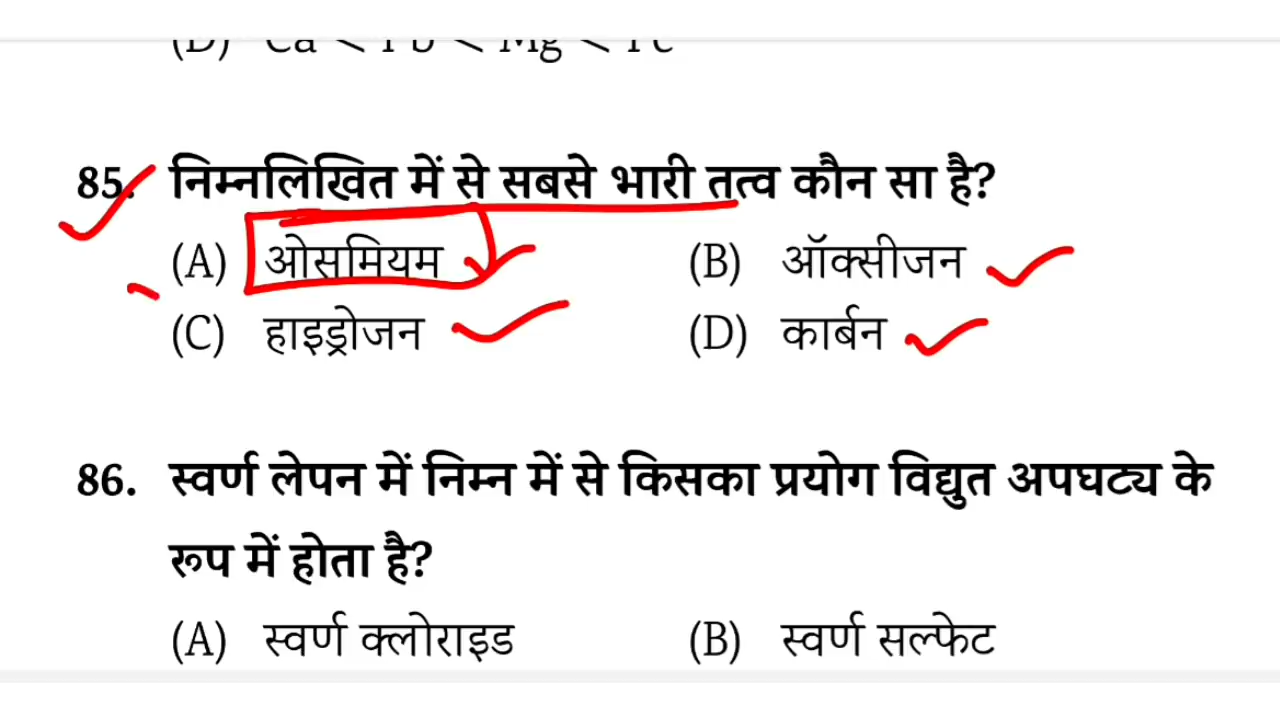 85. निम्नलिखित में से सबसे भारी तत्व कौन सा है?
(A) ओसमियम (B) ऑक्सीजन
(C) हाइड्रोजन (D) कार्बन
86. स्वर्ण लेपन में निम्न में से किसका प्रयोग विद्युत अपघट्य के
रूप में होता है?
(A) स्वर्ण क्लोराइड (B) स्वर्ण सल्फेट